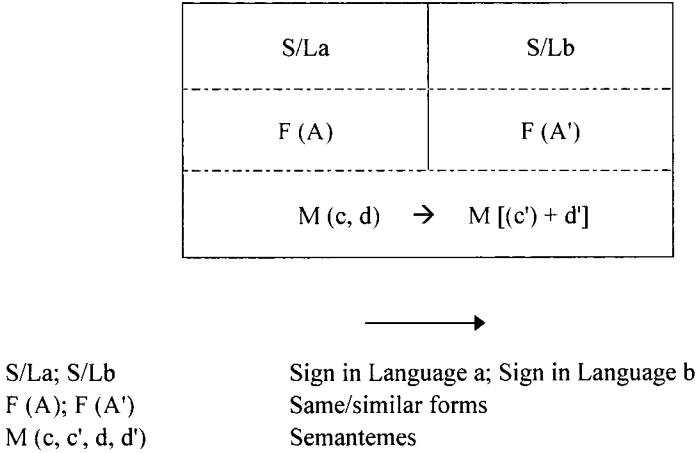 S/La S/Lb
F (A) F (A')
M (c, d) → M [(c') + d']
S/La; S/Lb Sign in Language a; Sign in Language b
F (A); F (A') Same/similar forms
M (c, c', d, d') Semantemes